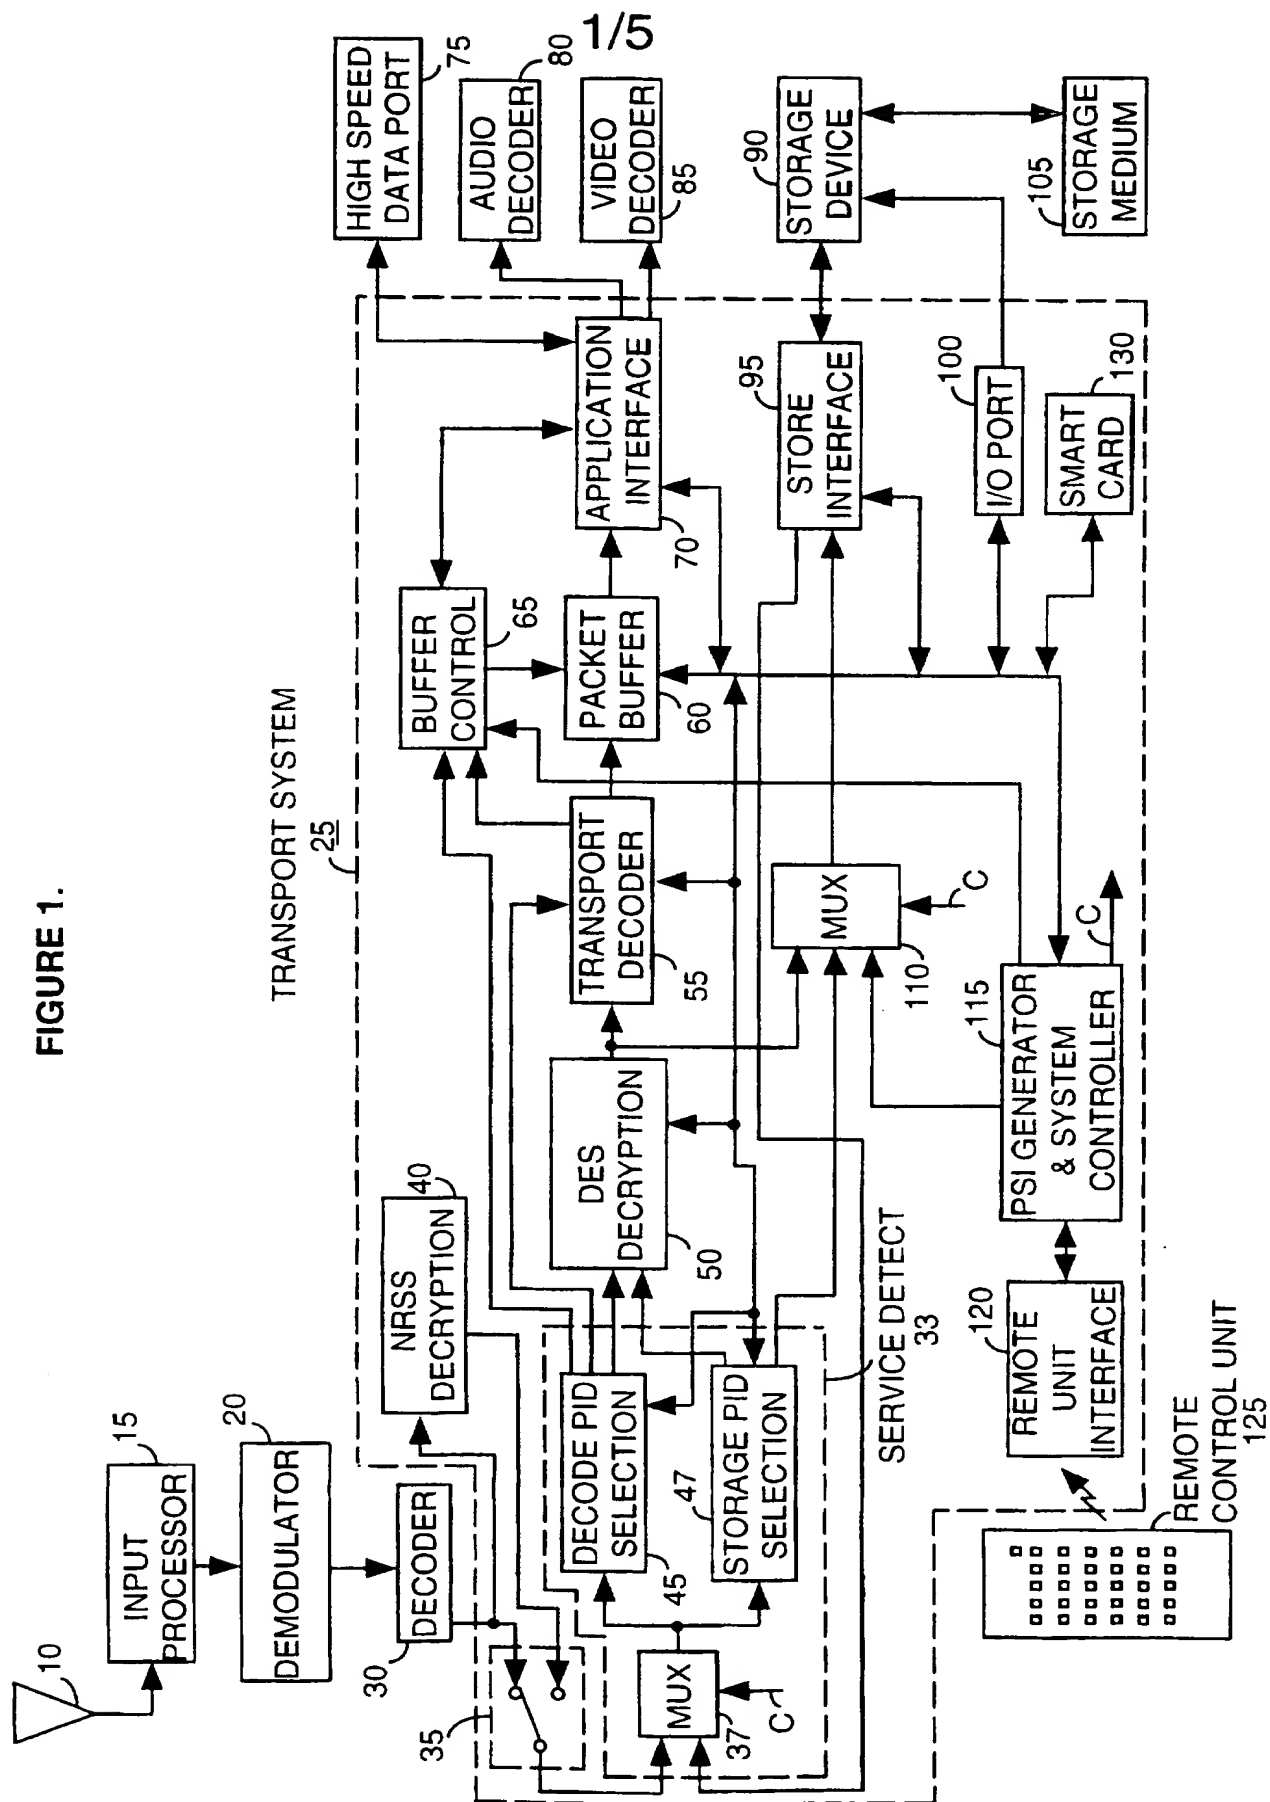 1/5
FIGURE 1.
TRANSPORT SYSTEM
25
10
INPUT
PROCESSOR
15
DEMODULATOR
20
DECODER
30
35
NRSS
DECRYPTION
40
MUX
37
C
DECODE PID
SELECTION
45
STORAGE PID
SELECTION
47
SERVICE DETECT
33
DES
DECRYPTION
50
TRANSPORT
DECODER
55
PACKET
BUFFER
60
BUFFER
CONTROL
65
APPLICATION
INTERFACE
70
HIGH SPEED
DATA PORT
75
AUDIO
DECODER
80
VIDEO
DECODER
85
STORAGE
DEVICE
90
STORE
INTERFACE
95
I/O PORT
100
105
STORAGE
MEDIUM
SMART
CARD
130
MUX
110
C
PSI GENERATOR
& SYSTEM
CONTROLLER
115
C
REMOTE
UNIT
INTERFACE
120
REMOTE
CONTROL UNIT
125